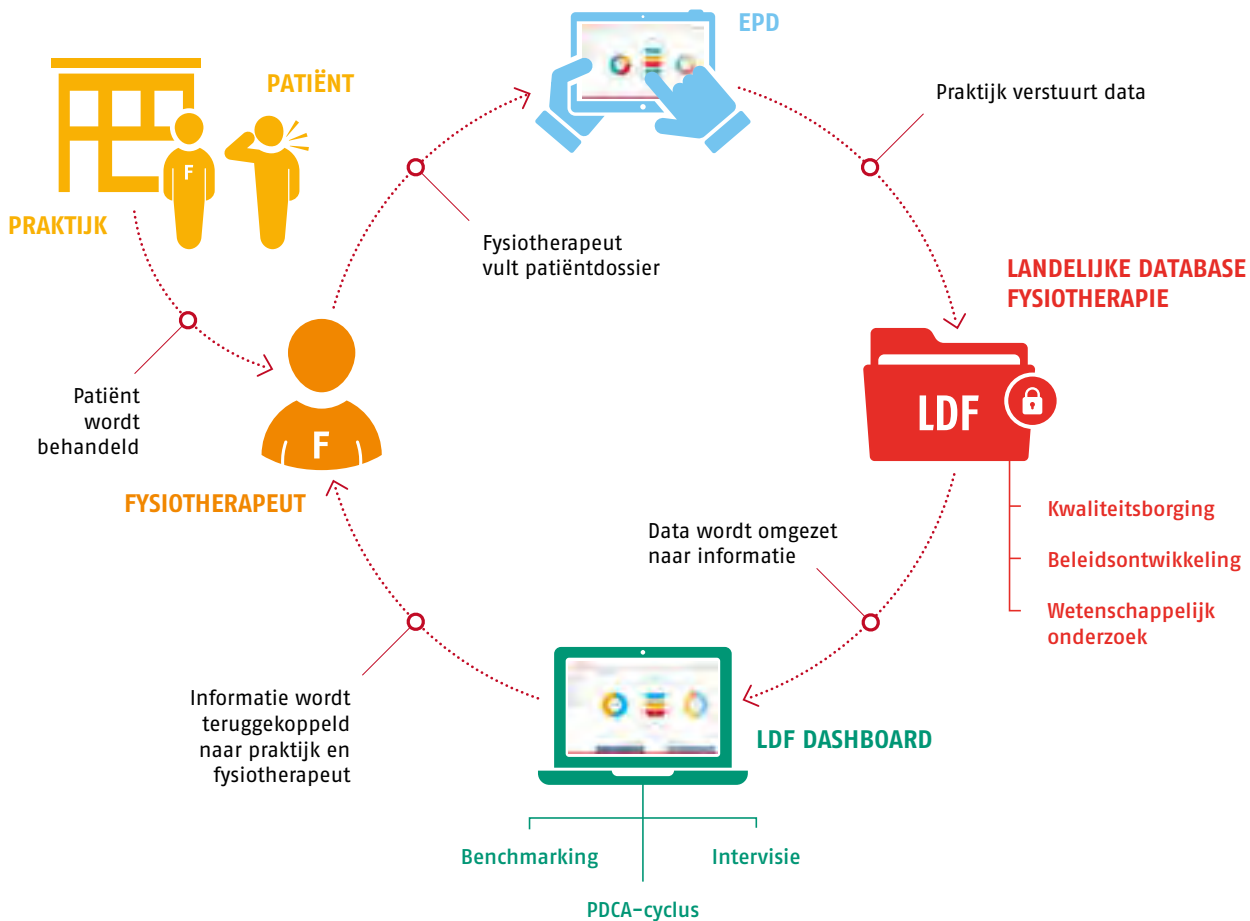 EPD
PATIËNT
F
PRAKTIJK
Praktijk verstuurt data
Fysiotherapeut
vult patiëntdossier
LANDELIJKE DATABASE
FYSIOTHERAPIE
LDF
Patiënt
wordt
behandeld
F
FYSIOTHERAPEUT
Kwaliteitsborging
Beleidsontwikkeling
Wetenschappelijk
onderzoek
Data wordt omgezet
naar informatie
Informatie wordt
teruggekoppeld
naar praktijk en
fysiotherapeut
LDF DASHBOARD
Benchmarking
Intervisie
PDCA-cyclus